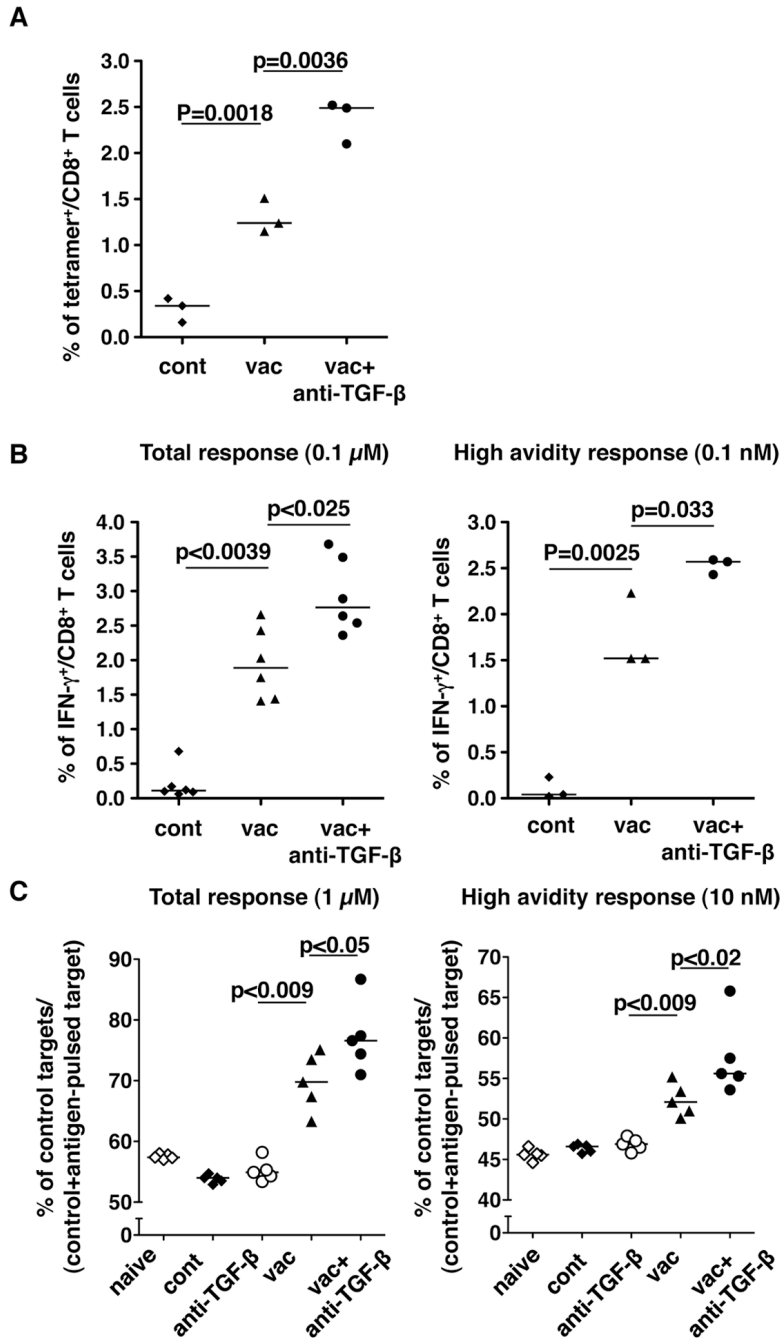 A
% of tetramer⁺/CD8⁺ T cells
3.0
2.5
2.0
1.5
1.0
0.5
0.0
P=0.0018
p=0.0036
cont
vac
vac+
anti-TGF-β
B
Total response (0.1 µM)
% of IFN-γ⁺/CD8⁺ T cells
4.0
3.5
3.0
2.5
2.0
1.5
1.0
0.5
0.0
p<0.0039
p<0.025
cont
vac
vac+
anti-TGF-β
High avidity response (0.1 nM)
% of IFN-γ⁺/CD8⁺ T cells
3.0
2.5
2.0
1.5
1.0
0.5
0.0
P=0.0025
p=0.033
cont
vac
vac+
anti-TGF-β
C
Total response (1 µM)
% of control targets/
(control+antigen-pulsed target)
90
80
70
60
50
0
p<0.009
p<0.05
naive
cont
anti-TGF-β
vac
vac+
anti-TGF-β
High avidity response (10 nM)
% of control targets/
(control+antigen-pulsed target)
70
65
60
55
50
45
40
0
p<0.009
p<0.02
naive
cont
anti-TGF-β
vac
vac+
anti-TGF-β